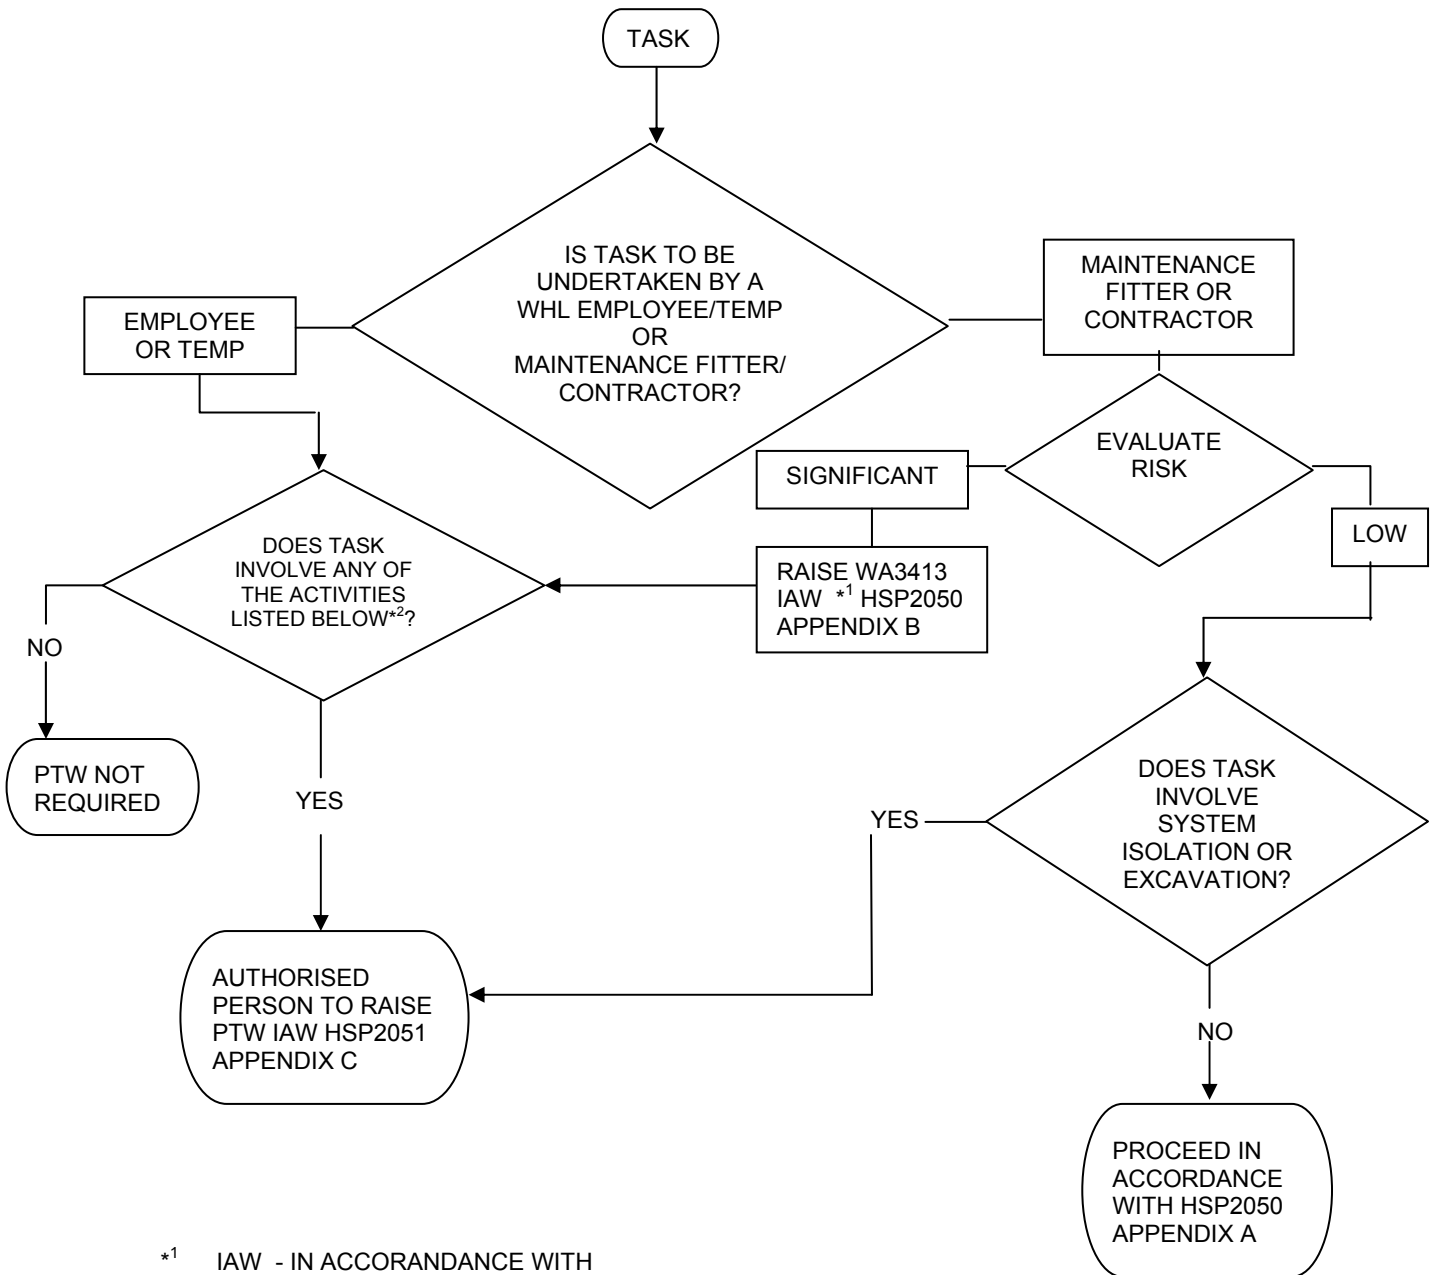 TASK
IS TASK TO BE
UNDERTAKEN BY A
WHL EMPLOYEE/TEMP
OR
MAINTENANCE FITTER/
CONTRACTOR?
EMPLOYEE
OR TEMP
MAINTENANCE
FITTER OR
CONTRACTOR
EVALUATE
RISK
SIGNIFICANT
LOW
RAISE WA3413
IAW *1 HSP2050
APPENDIX B
DOES TASK
INVOLVE ANY OF
THE ACTIVITIES
LISTED BELOW*2?
NO
PTW NOT
REQUIRED
YES
AUTHORISED
PERSON TO RAISE
PTW IAW HSP2051
APPENDIX C
DOES TASK
INVOLVE
SYSTEM
ISOLATION OR
EXCAVATION?
YES
NO
PROCEED IN
ACCORDANCE
WITH HSP2050
APPENDIX A
*1 IAW - IN ACCORANDANCE WITH